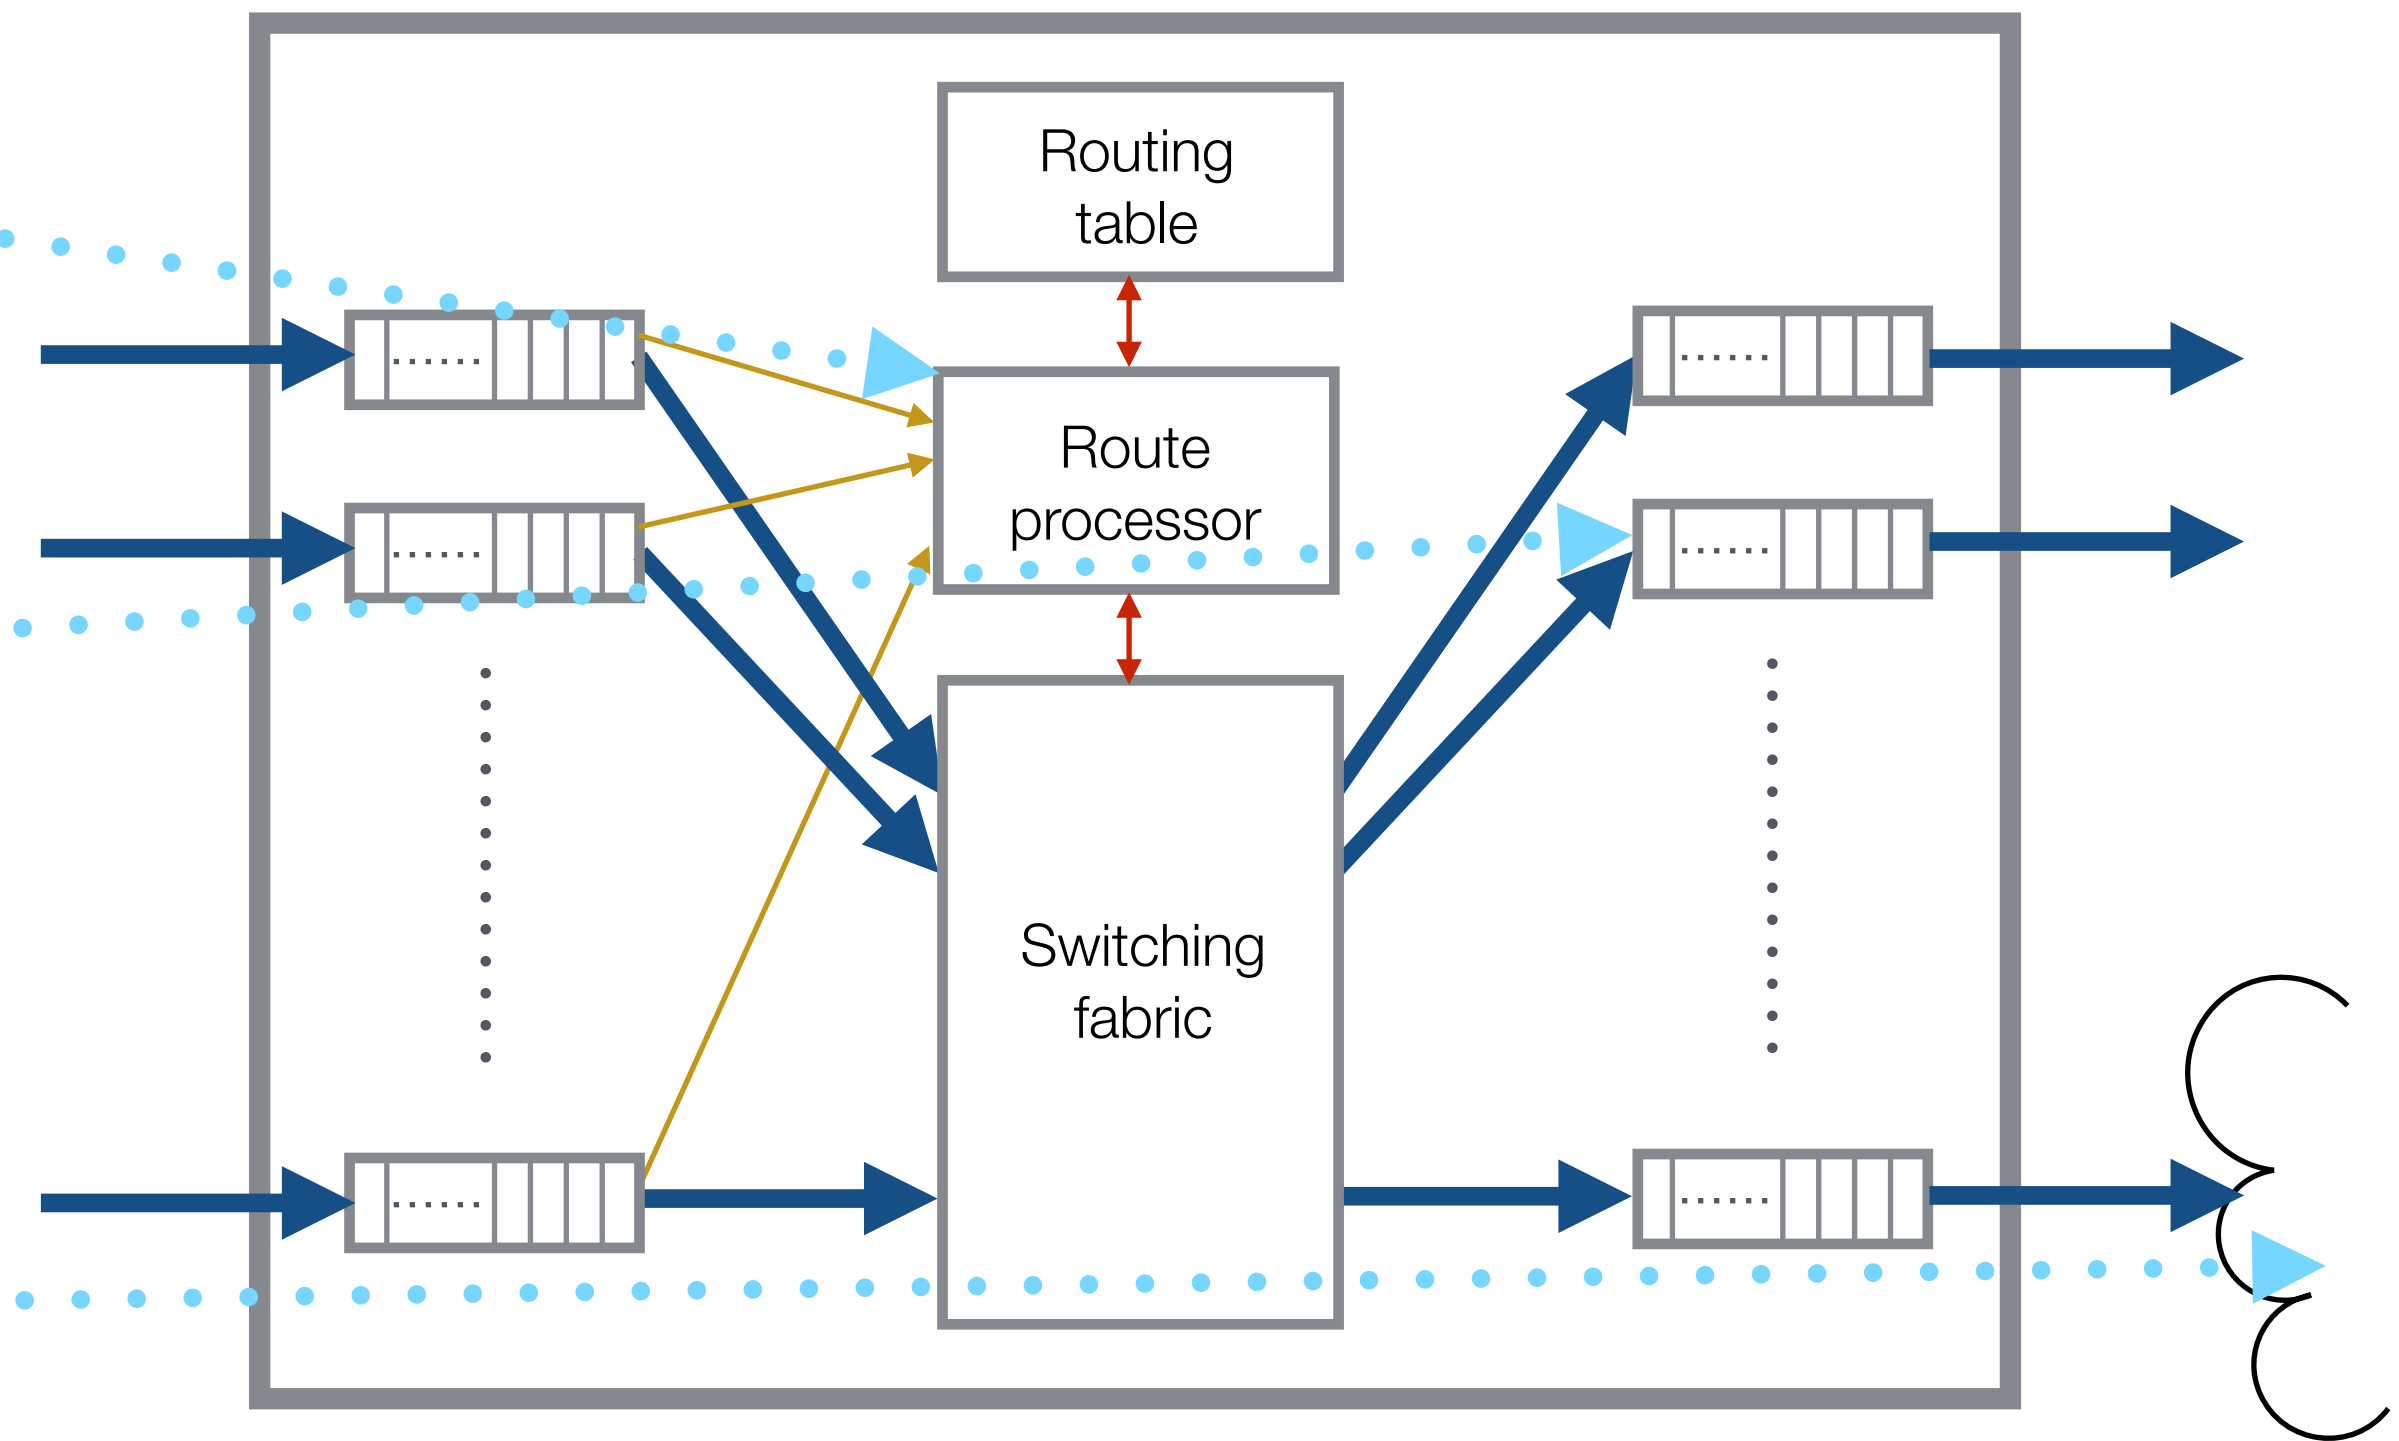 Routing
table
Route
processor
Switching
fabric